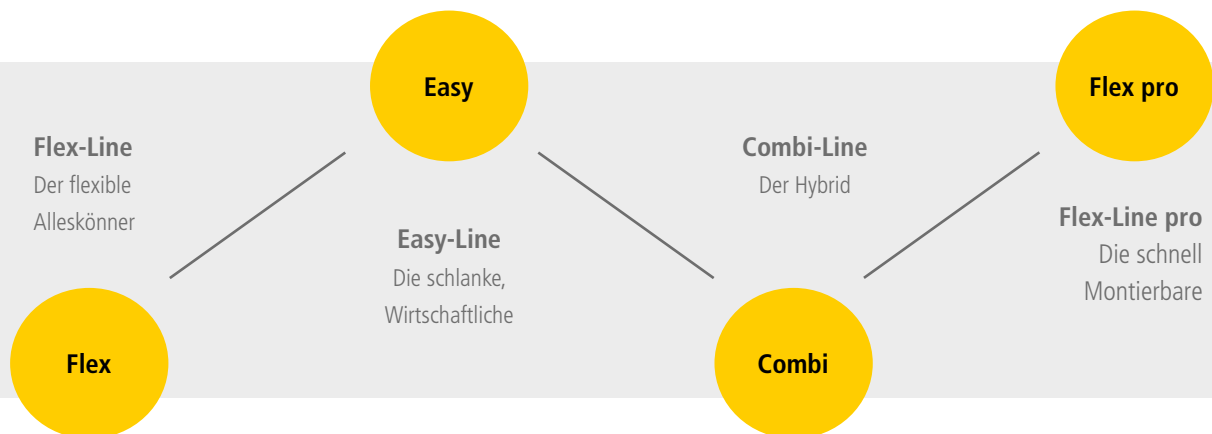 Flex-Line
Der flexible
Alleskönner
Flex
Easy
Easy-Line
Die schlanke,
Wirtschaftliche
Combi-Line
Der Hybrid
Combi
Flex pro
Flex-Line pro
Die schnell
Montierbare